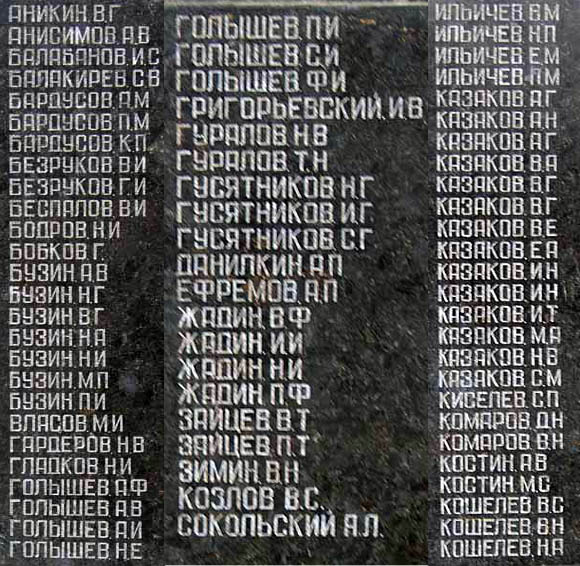 АНИКИН.В.Г
АНИСИМОВ.А.В
БАЛАБАНОВ.И.С
БАЛАКИРЕВ.С.В
БАРДУСОВ.А.М
БАРДУСОВ.П.М
БАРДУСОВ.К.П
БЕЗРУКОВ.В.И
БЕЗРУКОВ.Г.И
БЕСПАЛОВ.В.И
БОДРОВ.Н.И
БОБКОВ.Г.
БУЗИН.А.В
БУЗИН.Н.Г
БУЗИН.В.Г
БУЗИН.Н.А
БУЗИН.Н.И
БУЗИН.М.П
БУЗИН.П.И
ВЛАСОВ.М.И
ГАРДЕРОВ.Н.В
ГЛАДКОВ.Н.И
ГОЛЫШЕВ.А.Ф
ГОЛЫШЕВ.А.В
ГОЛЫШЕВ.А.И
ГОЛЫШЕВ.Н.Е
ГОЛЫШЕВ.П.И
ГОЛЫШЕВ.С.И
ГОЛЫШЕВ.Ф.И
ГРИГОРЬЕВСКИЙ.И.В
ГУРАЛОВ.Н.В
ГУРАЛОВ.Т.Н
ГУСЯТНИКОВ.Н.Г
ГУСЯТНИКОВ.И.Г.
ГУСЯТНИКОВ.С.Г
ДАНИЛКИН.А.П
ЕФРЕМОВ.А.П
ЖАДИН.В.Ф
ЖАДИН.И.И
ЖАДИН.Н.И
ЖАДИН.П.Ф
ЗАЙЦЕВ.В.Т
ЗАЙЦЕВ.П.Т
ЗИМИН.В.Н
КОЗЛОВ В.С.
СОКОЛЬСКИЙ А.Л.
ИЛЬИЧЕВ.В.М
ИЛЬИЧЕВ.Н.П
ИЛЬИЧЕВ.Е.М
ИЛЬИЧЕВ.П.М
КАЗАКОВ.А.Г
КАЗАКОВ.А.Н
КАЗАКОВ.А.Г
КАЗАКОВ.В.А
КАЗАКОВ.В.Г
КАЗАКОВ.В.Г
КАЗАКОВ.В.Е
КАЗАКОВ.Е.А
КАЗАКОВ.И.Н
КАЗАКОВ.И.Н
КАЗАКОВ.И.Т
КАЗАКОВ.М.А
КАЗАКОВ.Н.В
КАЗАКОВ.С.М
КИСЕЛЕВ.С.П
КОМАРОВ.Д.Н
КОМАРОВ.В.Н
КОСТИН.А.В
КОСТИН.М.С
КОШЕЛЕВ.В.С
КОШЕЛЕВ.В.Н
КОШЕЛЕВ.Н.А